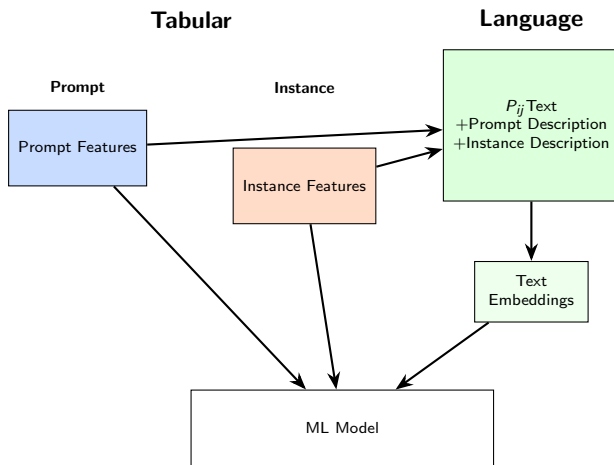 Tabular
Language
Prompt
Instance
Prompt Features
Instance Features
P_ij Text
+Prompt Description
+Instance Description
Text
Embeddings
ML Model